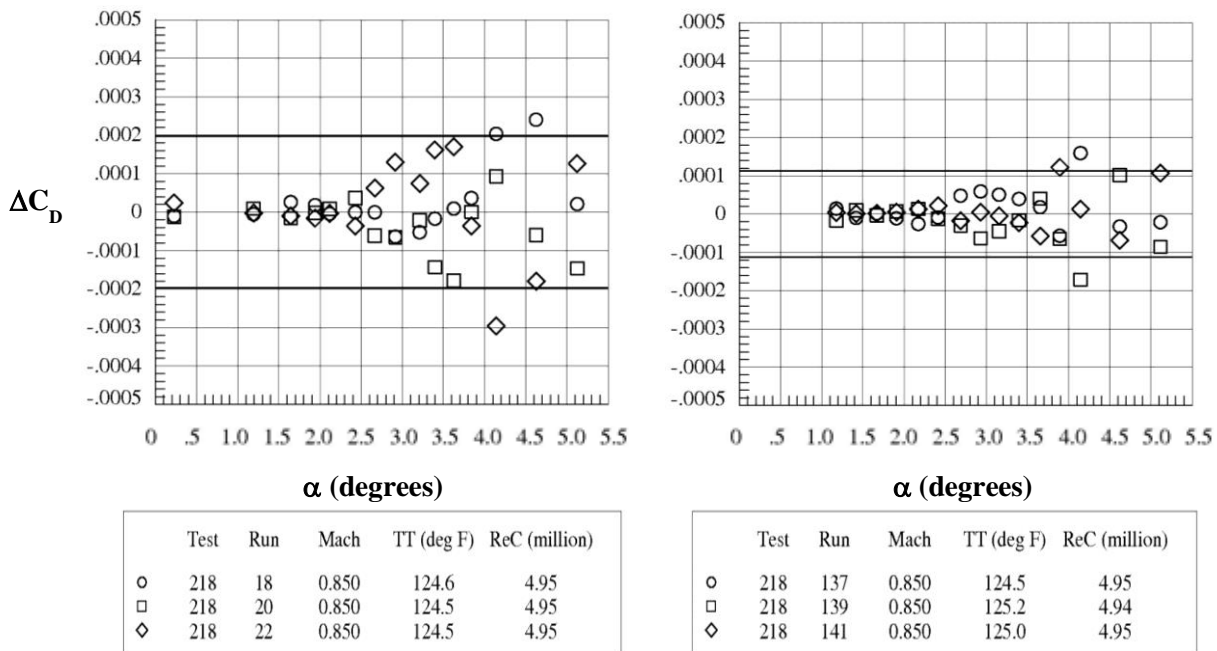 .0005
.0004
.0003
.0002
.0001
0
-.0001
-.0002
-.0003
-.0004
-.0005
ΔC_D
0 .5 1.0 1.5 2.0 2.5 3.0 3.5 4.0 4.5 5.0 5.5
α (degrees)
Test Run Mach TT (deg F) ReC (million)
218 18 0.850 124.6 4.95
218 20 0.850 124.5 4.95
218 22 0.850 124.5 4.95
.0005
.0004
.0003
.0002
.0001
0
-.0001
-.0002
-.0003
-.0004
-.0005
0 .5 1.0 1.5 2.0 2.5 3.0 3.5 4.0 4.5 5.0 5.5
α (degrees)
Test Run Mach TT (deg F) ReC (million)
218 137 0.850 124.5 4.95
218 139 0.850 125.2 4.94
218 141 0.850 125.0 4.95